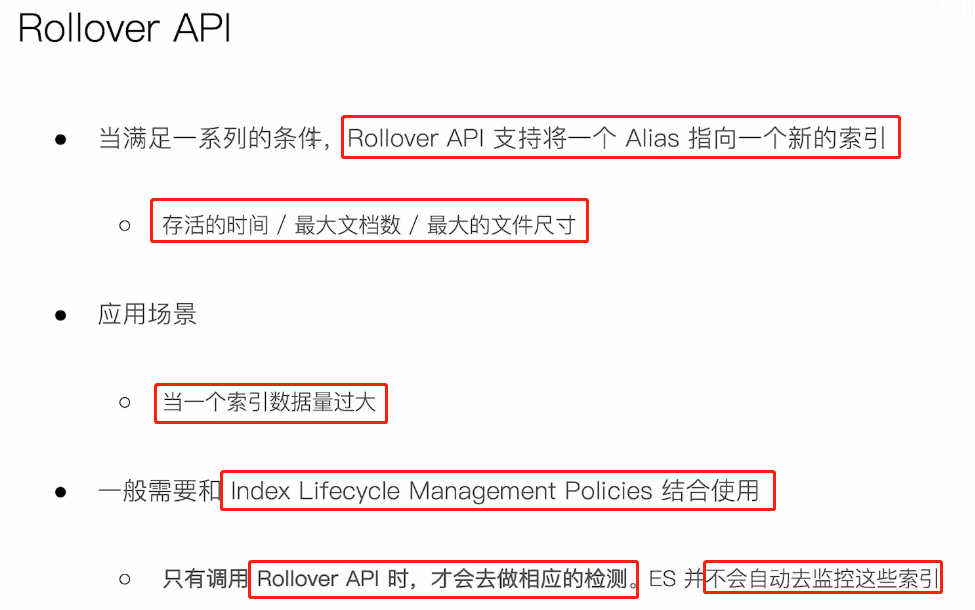 Rollover API
当满足一系列的条件，Rollover API 支持将一个 Alias 指向一个新的索引
存活的时间 / 最大文档数 / 最大的文件尺寸
应用场景
当一个索引数据量过大
一般需要和 Index Lifecycle Management Policies 结合使用
只有调用 Rollover API 时，才会去做相应的检测。ES 并不会自动去监控这些索引